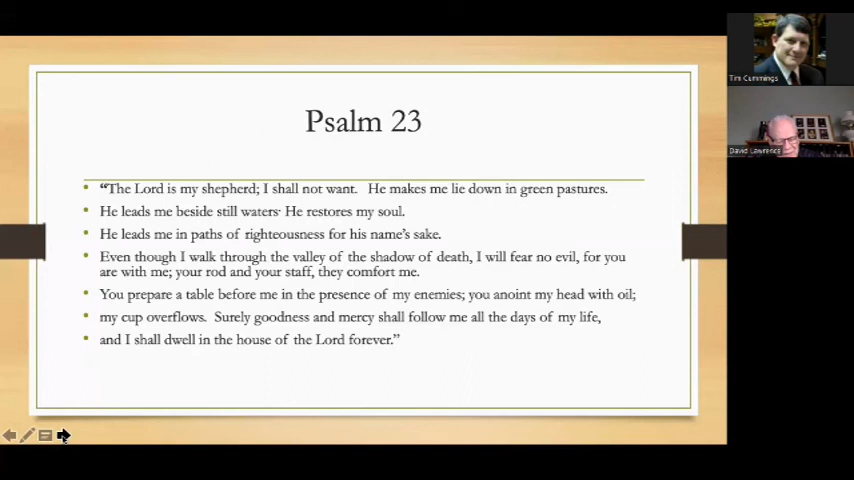 Psalm 23
“The Lord is my shepherd; I shall not want. He makes me lie down in green pastures.
He leads me beside still waters· He restores my soul.
He leads me in paths of righteousness for his name’s sake.
Even though I walk through the valley of the shadow of death, I will fear no evil, for you
are with me; your rod and your staff, they comfort me.
You prepare a table before me in the presence of my enemies; you anoint my head with oil;
my cup overflows. Surely goodness and mercy shall follow me all the days of my life,
and I shall dwell in the house of the Lord forever.”
Tim Cummings
David Lawrence